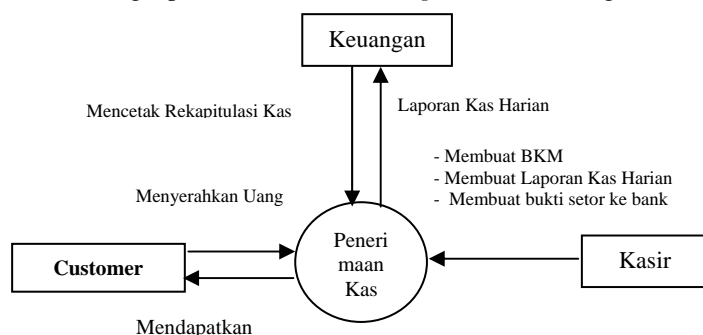 Keuangan
Mencetak Rekapitulasi Kas
Laporan Kas Harian
- Membuat BKM
- Membuat Laporan Kas Harian
- Membuat bukti setor ke bank
Menyerahkan Uang
Peneri
maan
Kas
Customer
Kasir
Mendapatkan